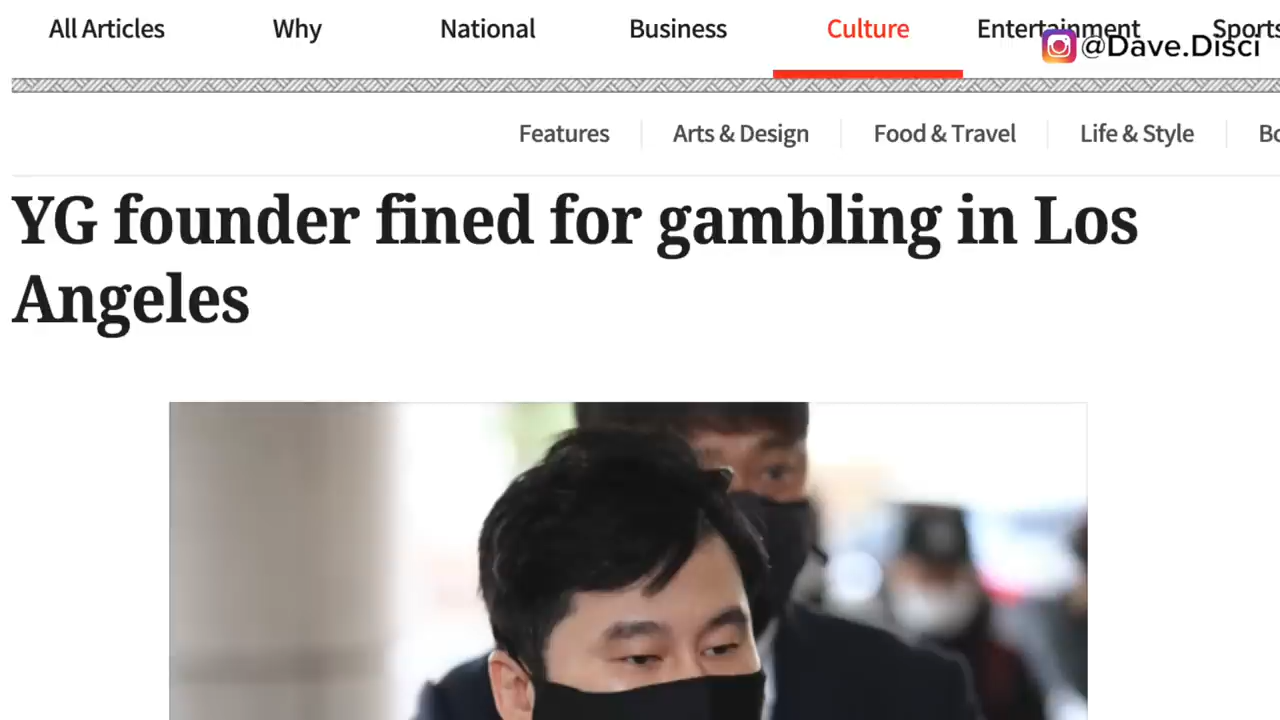 All Articles Why National Business Culture Entertainment Sports
@Dave.Disci
Features Arts & Design Food & Travel Life & Style
YG founder fined for gambling in Los
Angeles